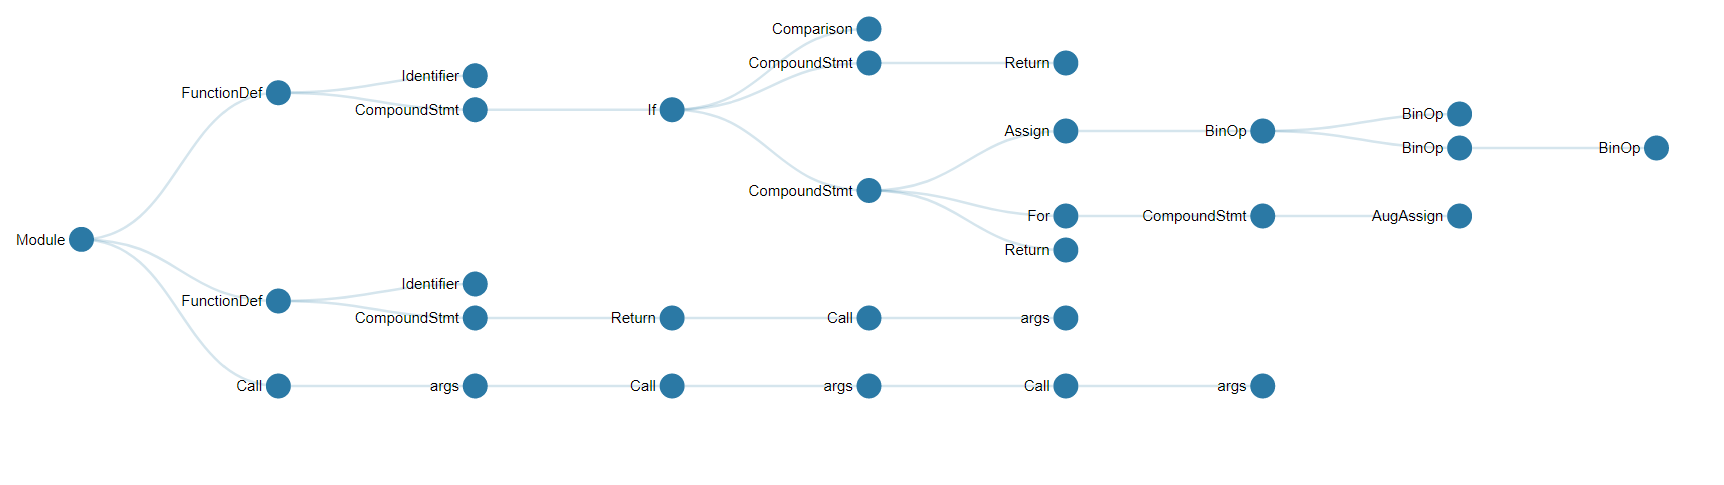 Comparison
CompoundStmt Return
Identifier
FunctionDef
CompoundStmt If
BinOp
Assign BinOp
BinOp BinOp
CompoundStmt
For CompoundStmt AugAssign
Module
Return
Identifier
FunctionDef
CompoundStmt Return Call args
Call args Call args Call args